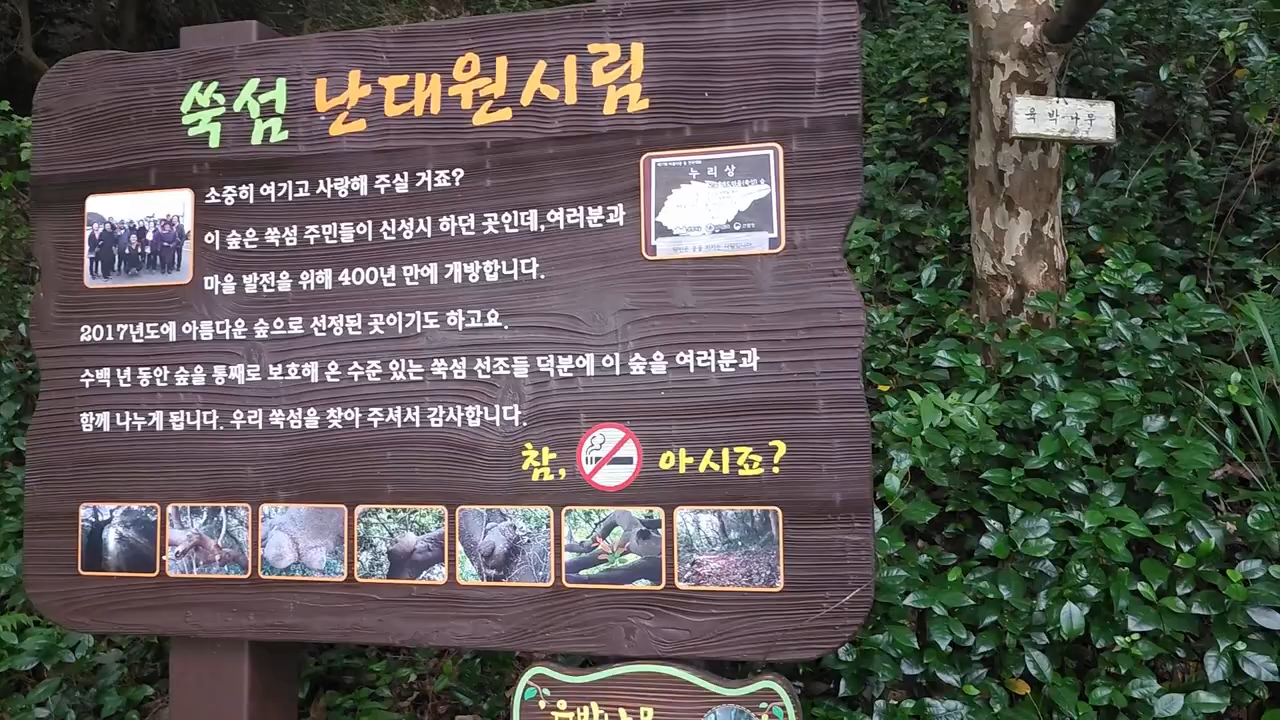 쑥섬 난대원시림
소중히 여기고 사랑해 주실 거죠?
이 숲은 쑥섬 주민들이 신성시 하던 곳인데,여러분과
마을 발전을 위해 400년 만에 개방합니다.
2017년도에 아름다운 숲으로 선정된 곳이기도 하고요.
수백 년 동안 숲을 통째로 보호해 온 수준 있는 쑥섬 선조들 덕분에 이 숲을 여러분과
함께 나누게 됩니다. 우리 쑥섬을 찾아 주셔서 감사합니다.
참, 아시죠?
누리상
육박나무
육박나무